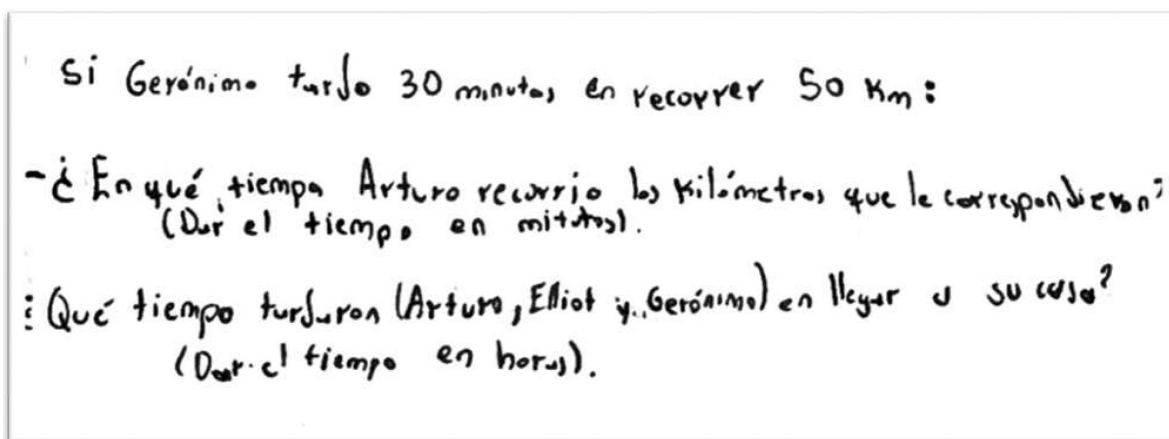 Si Gerónimo tardo 30 minutos en recorrer 50 Km:
-¿En qué tiempo Arturo recorrio los Kilómetros que le correspondieron?
(Dar el tiempo en mitutos).
¿Qué tiempo tardaron (Arturo, Elliot y Gerónimo) en llegar a su casa?
(Dar el tiempo en horas).